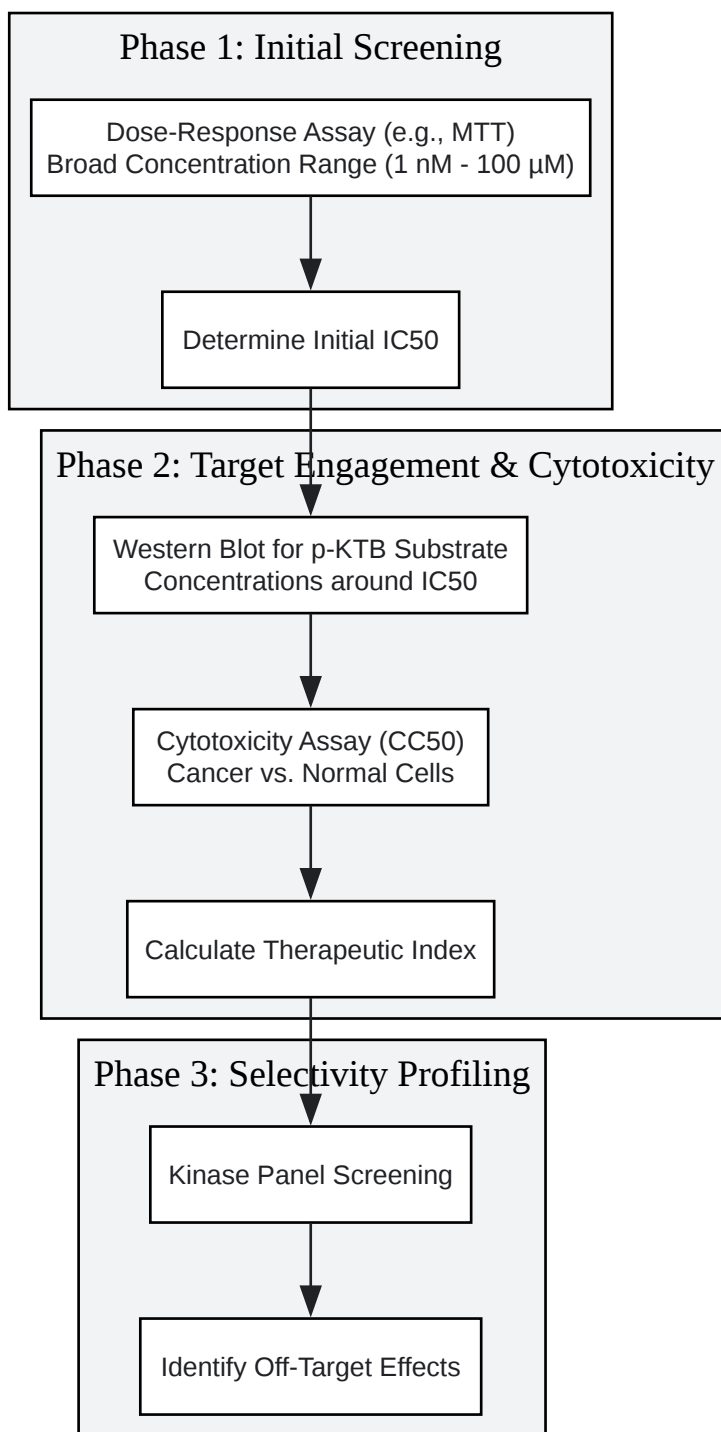 Phase 1: Initial Screening
Dose-Response Assay (e.g., MTT)
Broad Concentration Range (1 nM - 100 µM)
Determine Initial IC50
Phase 2: Target Engagement & Cytotoxicity
Western Blot for p-KTB Substrate
Concentrations around IC50
Cytotoxicity Assay (CC50)
Cancer vs. Normal Cells
Calculate Therapeutic Index
Phase 3: Selectivity Profiling
Kinase Panel Screening
Identify Off-Target Effects